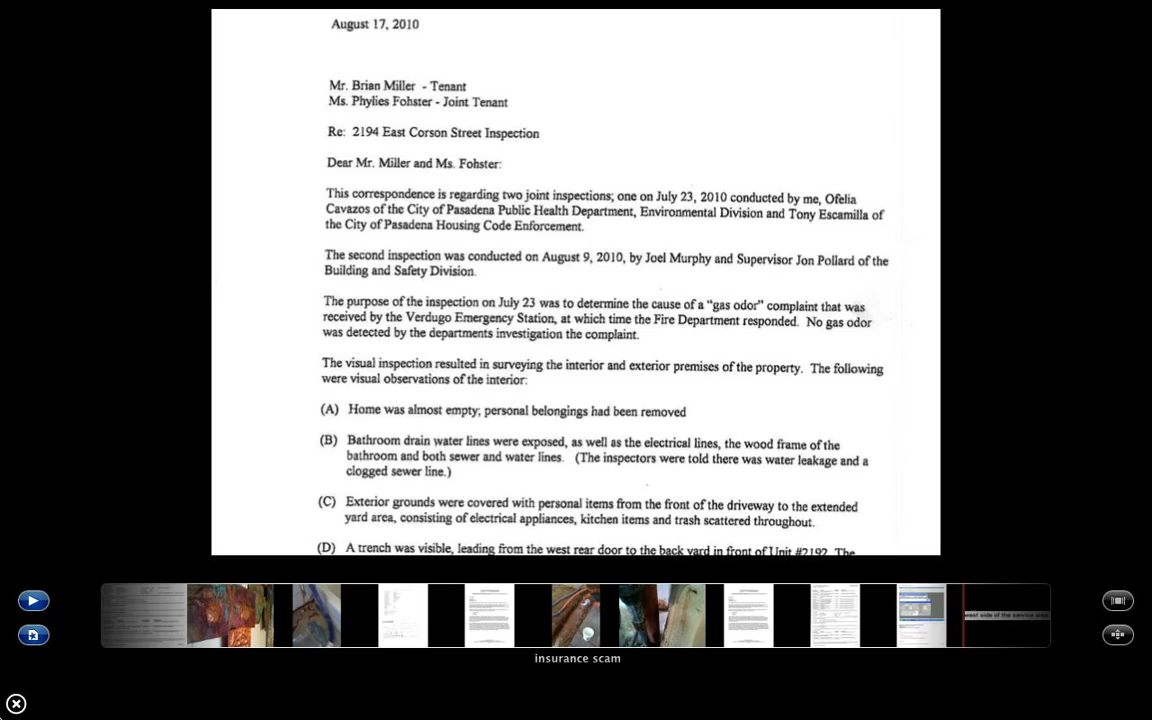 August 17, 2010
Mr. Brian Miller - Tenant
Ms. Phylies Fohster - Joint Tenant
Re: 2194 East Corson Street Inspection
Dear Mr. Miller and Ms. Fohster:
This correspondence is regarding two joint inspections; one on July 23, 2010 conducted by me, Ofelia
Cavazos of the City of Pasadena Public Health Department, Environmental Division and Tony Escamilla of
the City of Pasadena Housing Code Enforcement.
The second inspection was conducted on August 9, 2010, by Joel Murphy and Supervisor Jon Pollard of the
Building and Safety Division.
The purpose of the inspection on July 23 was to determine the cause of a "gas odor" complaint that was
received by the Verdugo Emergency Station, at which time the Fire Department responded. No gas odor
was detected by the departments investigation the complaint.
The visual inspection resulted in surveying the interior and exterior premises of the property. The following
were visual observations of the interior:
(A) Home was almost empty; personal belongings had been removed
(B) Bathroom drain water lines were exposed, as well as the electrical lines, the wood frame of the
bathroom and both sewer and water lines. (The inspectors were told there was water leakage and a
clogged sewer line.)
(C) Exterior grounds were covered with personal items from the front of the driveway to the extended
yard area, consisting of electrical appliances, kitchen items and trash scattered throughout.
(D) A trench was visible, leading from the west rear door to the back yard in front of Unit #2192. The
west side of the service area
insurance scam